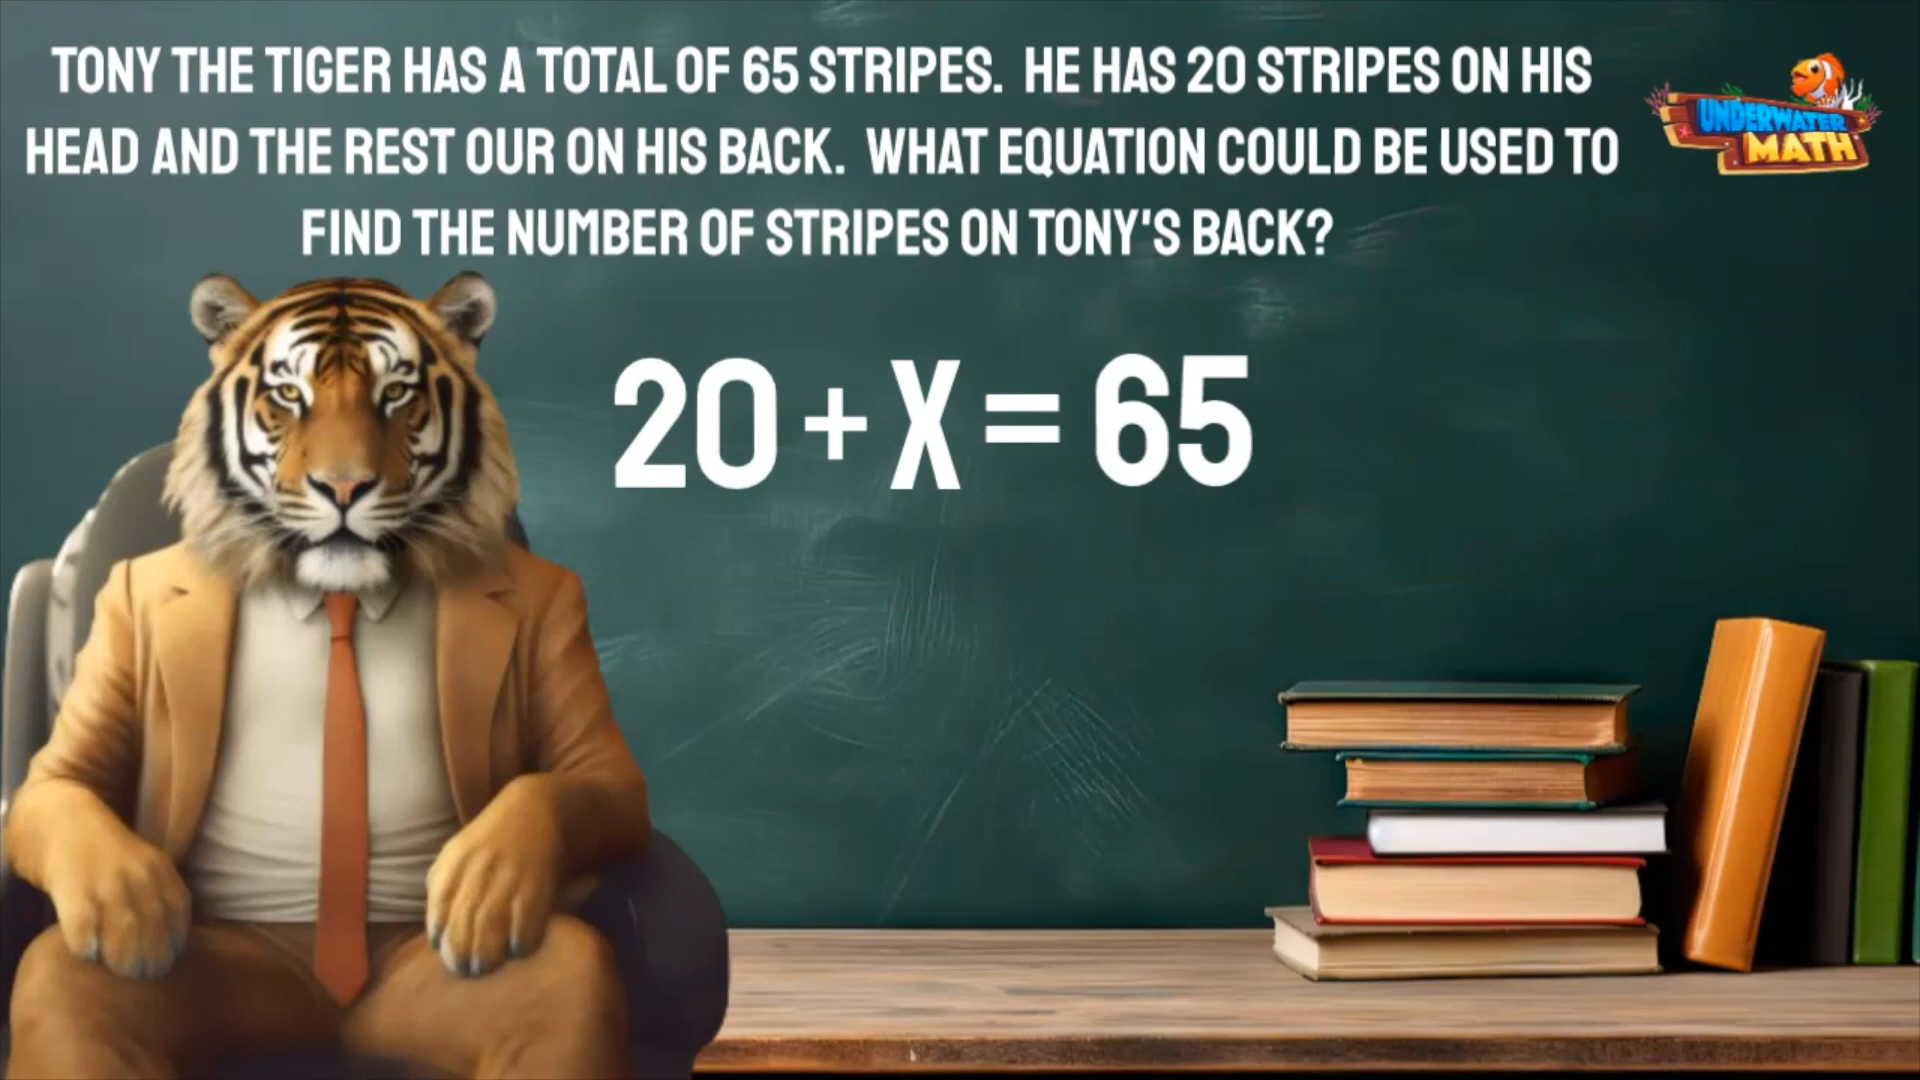 TONY THE TIGER HAS A TOTAL OF 65 STRIPES. HE HAS 20 STRIPES ON HIS
HEAD AND THE REST OUR ON HIS BACK. WHAT EQUATION COULD BE USED TO
FIND THE NUMBER OF STRIPES ON TONY'S BACK?
UNDERWATER
MATH
20 + X = 65